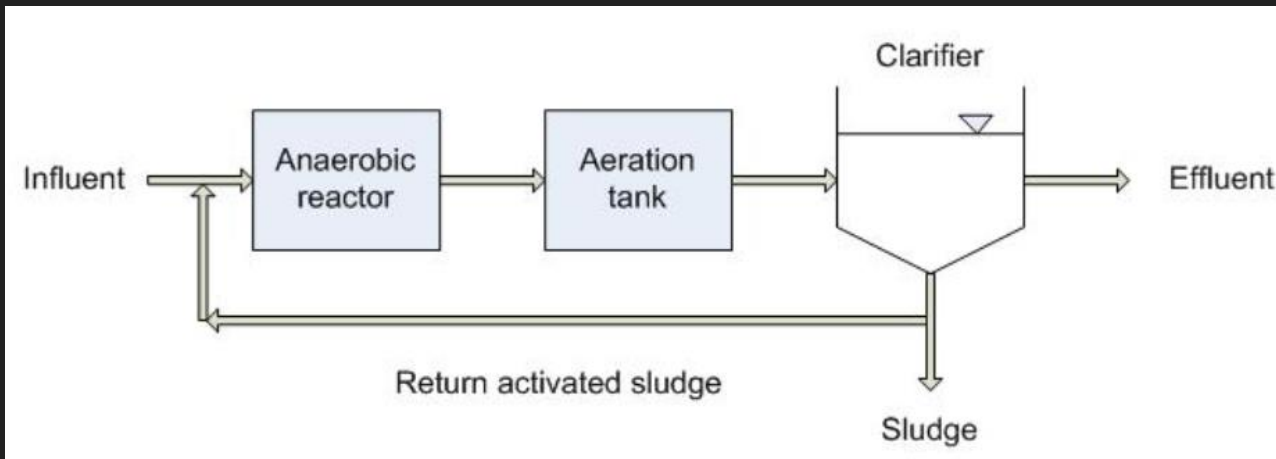 Clarifier
Influent
Anaerobic
reactor
Aeration
tank
Effluent
Return activated sludge
Sludge